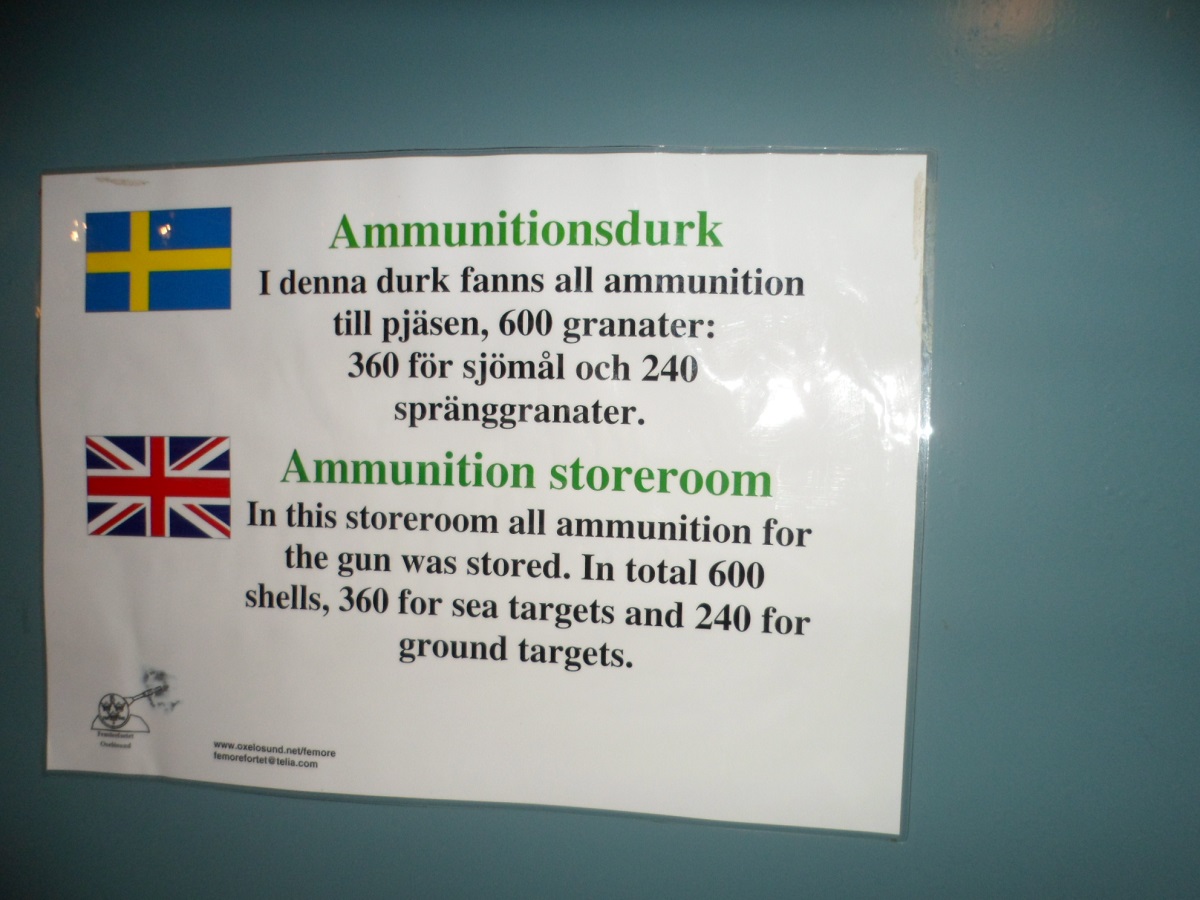 Ammunitionsdurk
I denna durk fanns all ammunition
till pjäsen, 600 granater:
360 för sjömål och 240
spränggranater.
Ammunition storeroom
In this storeroom all ammunition for
the gun was stored. In total 600
shells, 360 for sea targets and 240 for
ground targets.
Femörefortet
Oxelösund
www.oxelosund.net/femore
femorefortet@telia.com